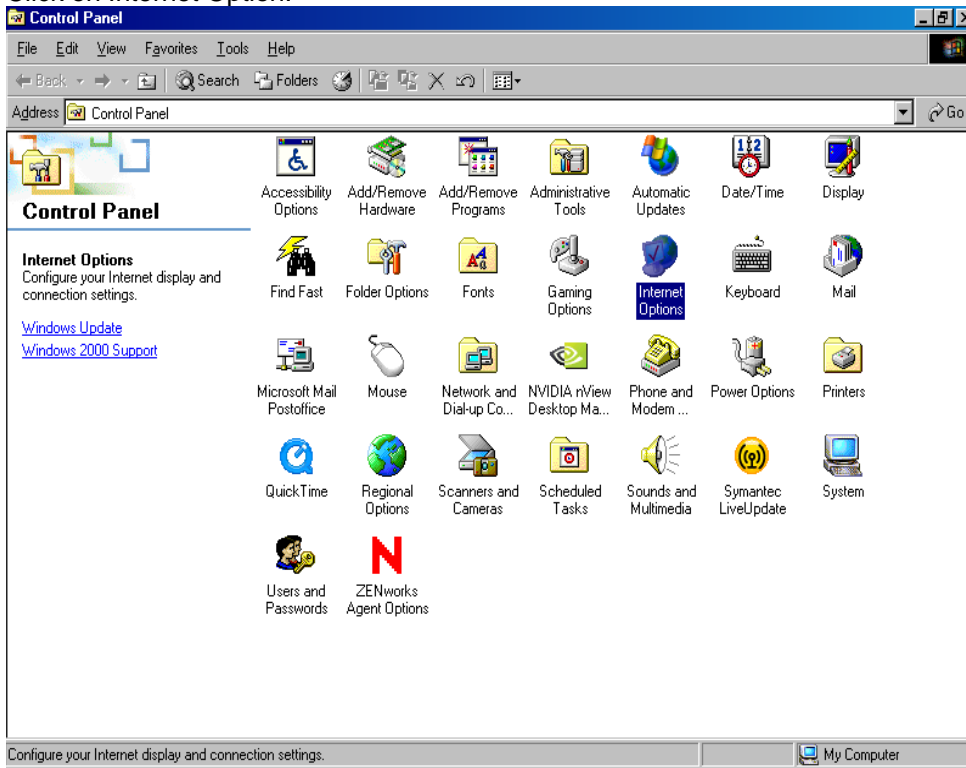 Click on Internet Option.
Control Panel
File Edit View Favorites Tools Help
Back Search Folders
Address Control Panel Go
Control Panel
Internet Options
Configure your Internet display and
connection settings.
Windows Update
Windows 2000 Support
Accessibility
Options
Add/Remove
Hardware
Add/Remove
Programs
Administrative
Tools
Automatic
Updates
Date/Time
Display
Find Fast
Folder Options
Fonts
Gaming
Options
Internet
Options
Keyboard
Mail
Microsoft Mail
Postoffice
Mouse
Network and
Dial-up Co...
NVIDIA nView
Desktop Ma...
Phone and
Modem ...
Power Options
Printers
QuickTime
Regional
Options
Scanners and
Cameras
Scheduled
Tasks
Sounds and
Multimedia
Symantec
LiveUpdate
System
Users and
Passwords
ZENworks
Agent Options
Configure your Internet display and connection settings.
My Computer